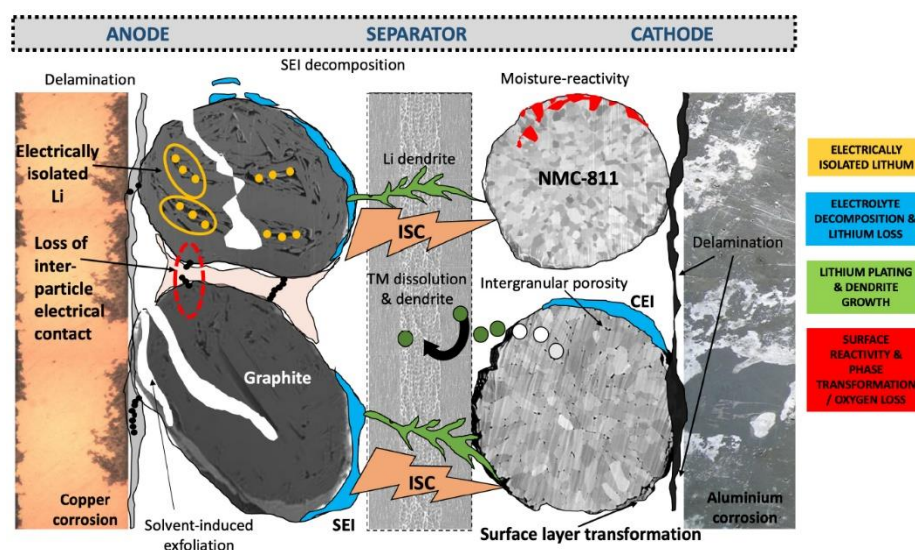 ANODE
SEPARATOR
CATHODE
SEI decomposition
Delamination
Moisture-reactivity
Electrically
isolated
Li
Li dendrite
NMC-811
ISC
Loss of
inter-
particle
electrical
contact
TM dissolution
& dendrite
Intergranular porosity
CEI
Delamination
Graphite
ISC
Copper
corrosion
Solvent-induced
exfoliation
SEI
Surface layer transformation
Aluminium
corrosion
ELECTRICALLY
ISOLATED LITHUM
ELECTROLYTE
DECOMPOSITION &
LITHIUM LOSS
LITHIUM PLATING
& DENDRITE
GROWTH
SURFACE
REACTIVITY &
PHASE
TRANSFORMATION
/ OXYGEN LOSS